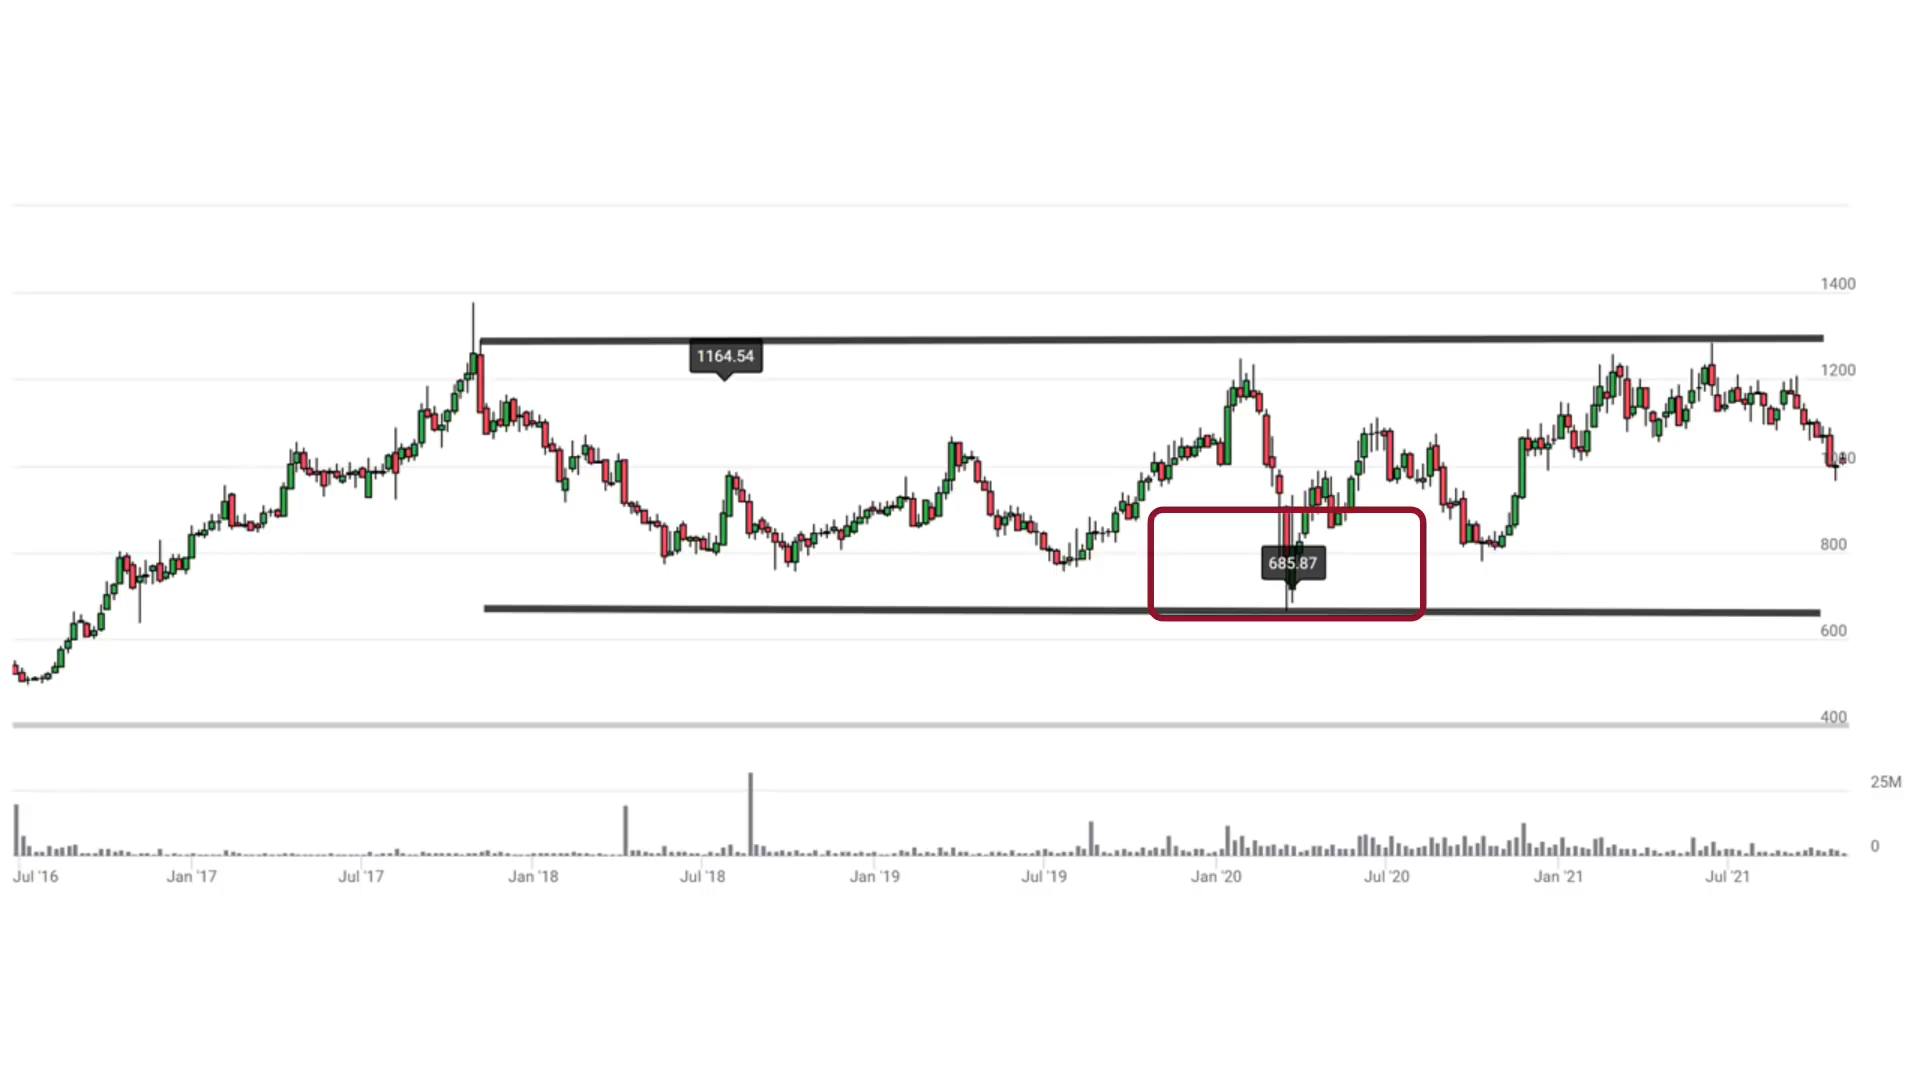 1400
1164.54
1200
1000
800
685.87
600
400
25M
0
Jul '16
Jan '17
Jul '17
Jan '18
Jul '18
Jan '19
Jul '19
Jan '20
Jul '20
Jan '21
Jul '21